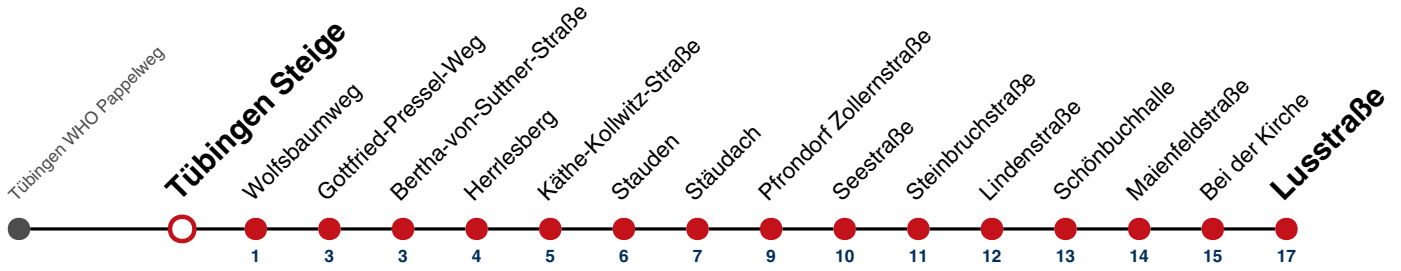 Tübingen WHO Pappelweg
Tübingen Steige
Wolfsbaumweg
Gottfried-Pressel-Weg
Bertha-von-Suttner-Straße
Herrlesberg
Käthe-Kollwitz-Straße
Stauden
Stäudach
Pfrondorf Zollernstraße
Seestraße
Steinbruchstraße
Lindenstraße
Schönbuchhalle
Maienfeldstraße
Bei der Kirche
Lusstraße
1 3 3 4 5 6 7 9 10 11 12 13 14 15 17